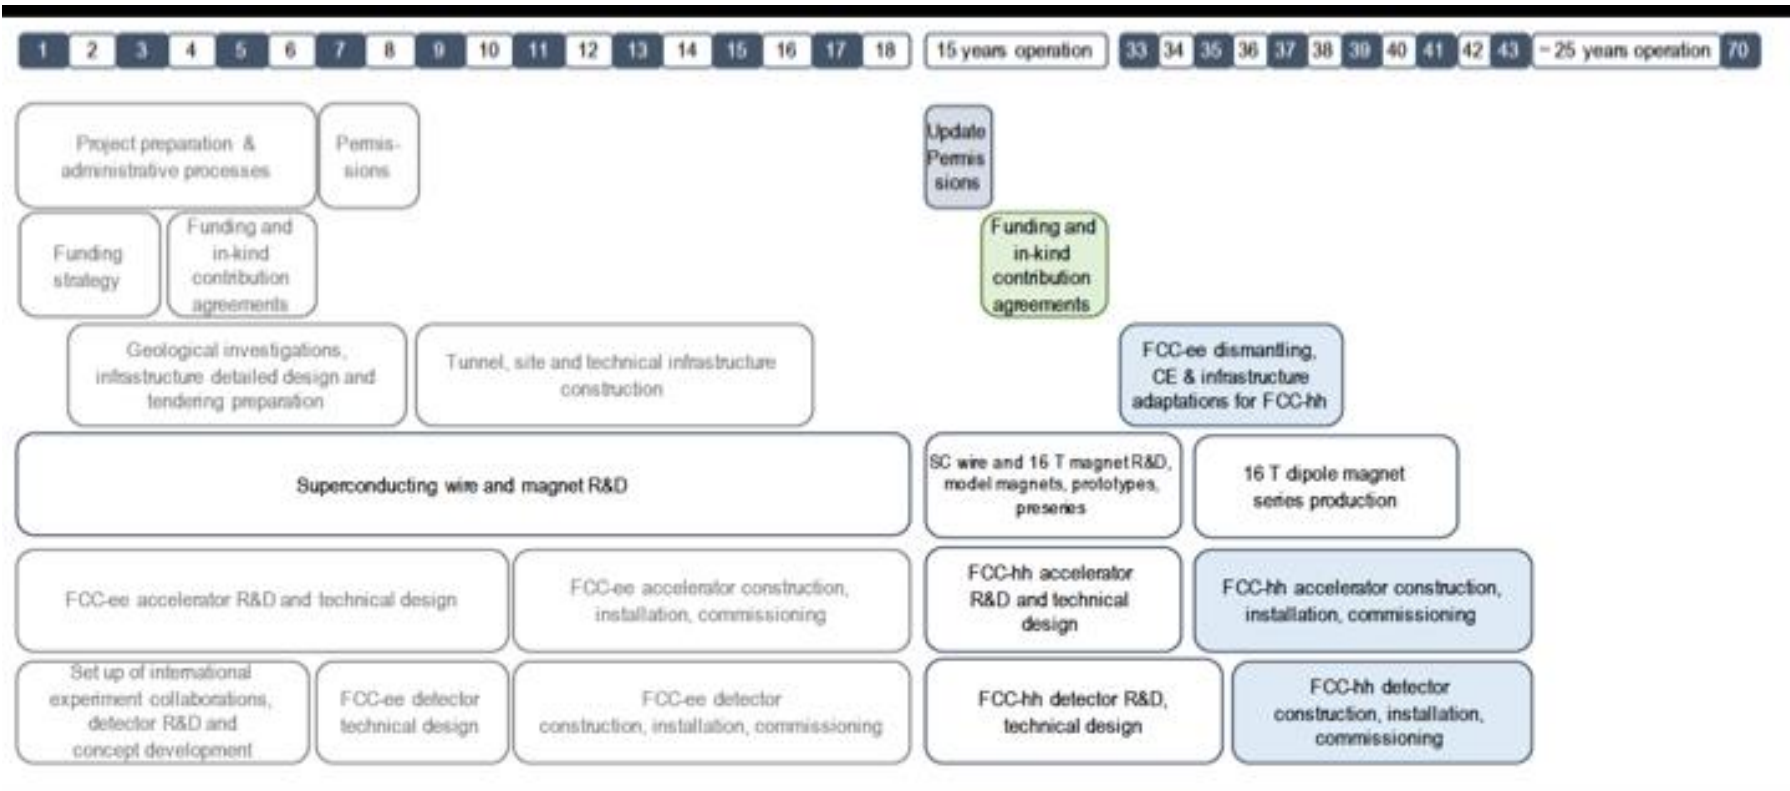 1 2 3 4 5 6 7 8 9 10 11 12 13 14 15 16 17 18 15 years operation 33 34 35 36 37 38 39 40 41 42 43 ~ 25 years operation 70
Project preparation &
administrative processes
Permis-
sions
Update
Permis
sions
Funding
strategy
Funding and
in-kind
contribution
agreements
Funding and
in-kind
contribution
agreements
Geological investigations,
infrastructure detailed design and
tendering preparation
Tunnel, site and technical infrastructure
construction
FCC-ee dismantling,
CE & infrastructure
adaptations for FCC-hh
Superconducting wire and magnet R&D
SC wire and 16 T magnet R&D,
model magnets, prototypes,
preseries
16 T dipole magnet
series production
FCC-ee accelerator R&D and technical design
FCC-ee accelerator construction,
installation, commissioning
FCC-hh accelerator
R&D and technical
design
FCC-hh accelerator construction,
installation, commissioning
Set up of international
experiment collaborations,
detector R&D and
concept development
FCC-ee detector
technical design
FCC-ee detector
construction, installation, commissioning
FCC-hh detector R&D,
technical design
FCC-hh detector
construction, installation,
commissioning